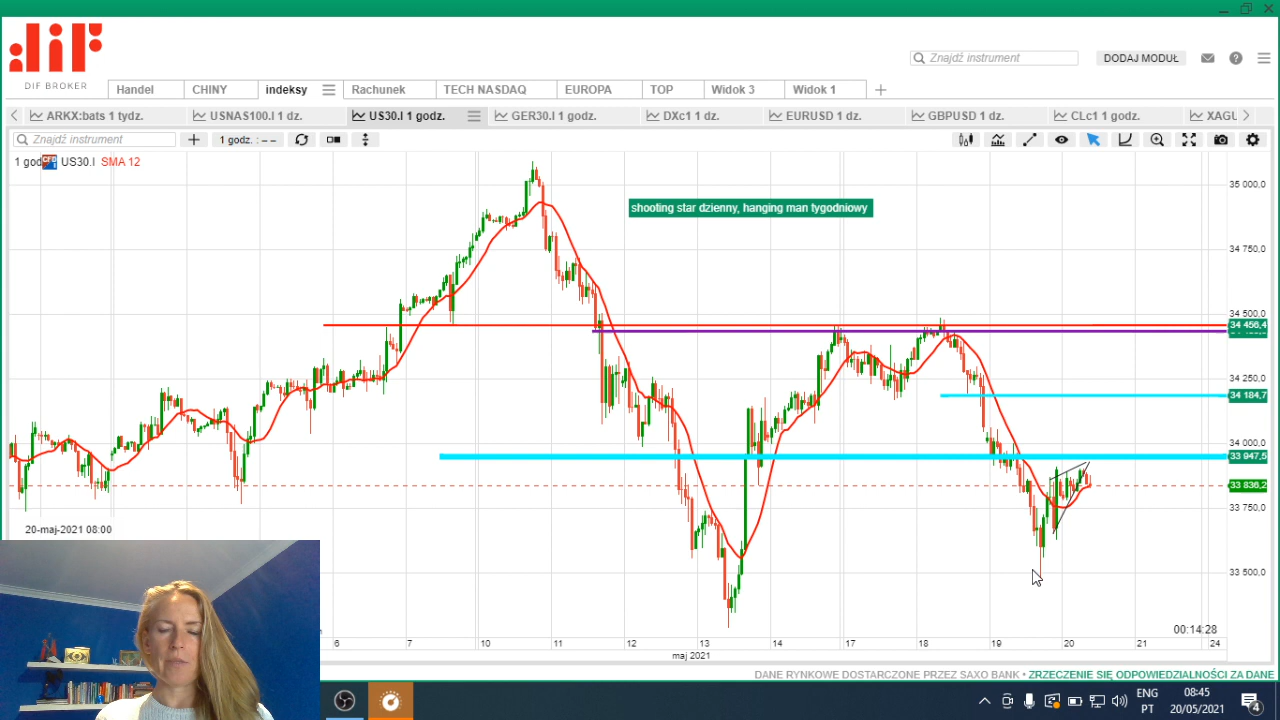 dif
DIF BROKER
Znajdź instrument
DODAJ MODUŁ
Handel
CHINY
indeksy
Rachunek
TECH NASDAQ
EUROPA
TOP
Widok 3
Widok 1
ARKX:bats 1 tydz.
USNAS100.I 1 dz.
US30.I 1 godz.
GER30.I 1 godz.
DXc1 1 dz.
EURUSD 1 dz.
GBPUSD 1 dz.
CLc1 1 godz.
XAGU
Znajdź instrument
1 godz. : – –
1 god
CFD
US30.I
SMA 12
shooting star dzienny, hanging man tygodniowy
35 000,0
34 750,0
34 500,0
34 456,4
34 250,0
34 184,7
34 000,0
33 947,5
33 836,2
33 750,0
33 500,0
20-maj-2021 08:00
00:14:28
6
10
11
12
13
14
17
18
19
20
21
24
maj 2021
DANE RYNKOWE DOSTARCZONE PRZEZ SAXO BANK • ZRZECZENIE SIĘ ODPOWIEDZIALNOŚCI ZA DANE
ENG
PT
08:45
20/05/2021
4